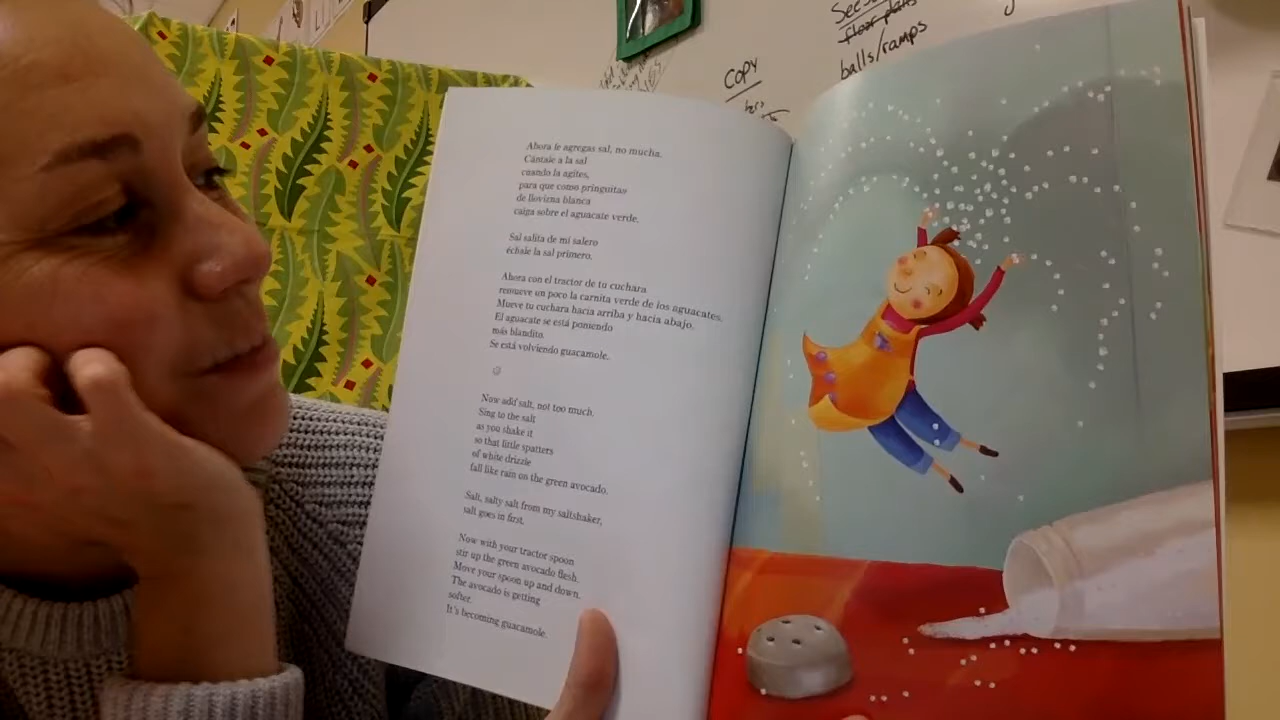 See
floor plans
balls/ramps
Copy
Ahora le agregas sal, no mucha.
Cántale a la sal
cuando la agites,
para que como pringuitas
de llovizna blanca
caiga sobre el aguacate verde.
Sal salita de mi salero
échale la sal primero.
Ahora con el tractor de tu cuchara
remueve un poco la carnita verde de los aguacates.
Mueve tu cuchara hacia arriba y hacia abajo.
El aguacate se está poniendo
más blandito.
Se está volviendo guacamole.
Now add salt, not too much.
Sing to the salt
as you shake it
so that little spatters
of white drizzle
fall like rain on the green avocado.
Salt, salty salt from my saltshaker,
salt goes in first.
Now with your tractor spoon
stir up the green avocado flesh.
Move your spoon up and down.
The avocado is getting
softer.
It's becoming guacamole.